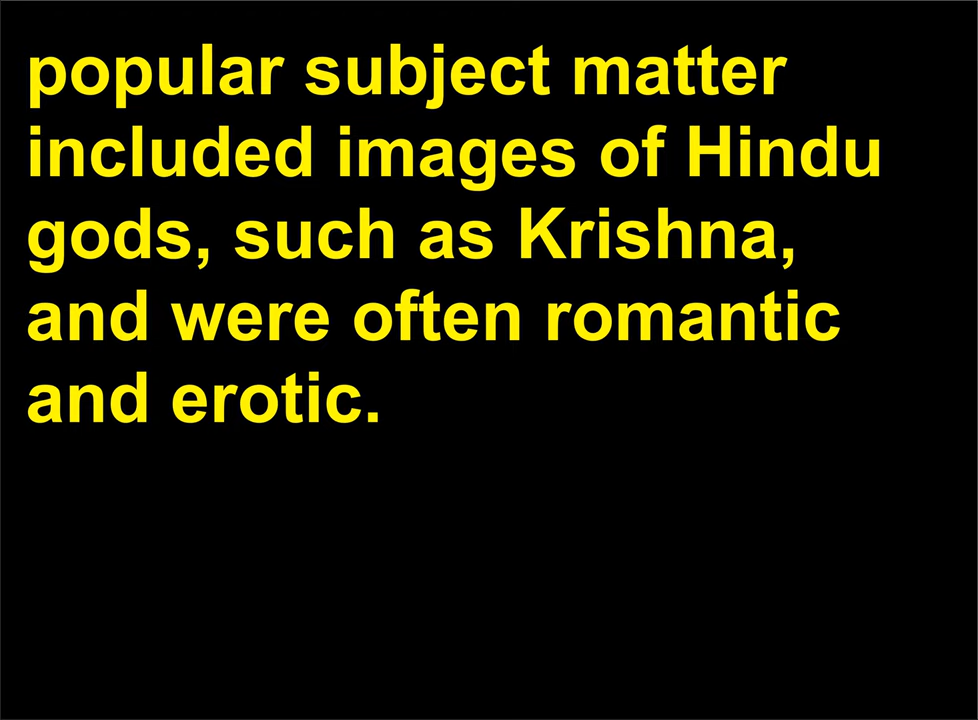 popular subject matter
included images of Hindu
gods, such as Krishna,
and were often romantic
and erotic.